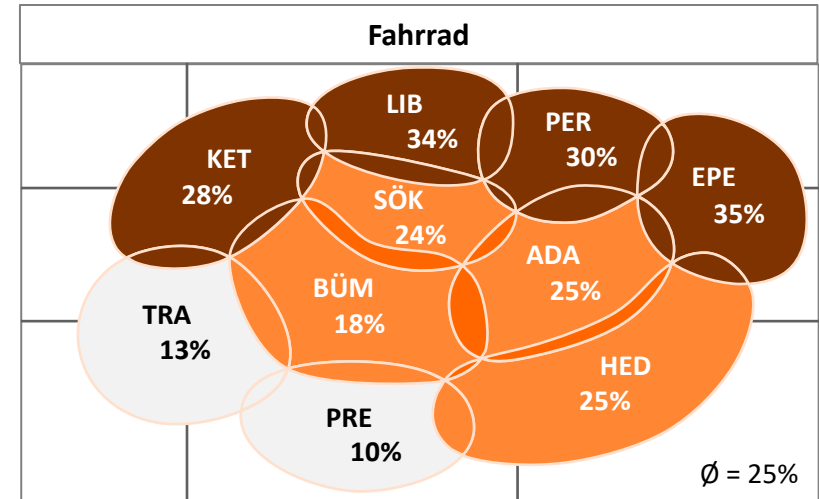 Fahrrad
LIB
34%
PER
30%
KET
28%
EPE
35%
SÖK
24%
ADA
25%
BÜM
18%
TRA
13%
HED
25%
PRE
10%
Ø = 25%